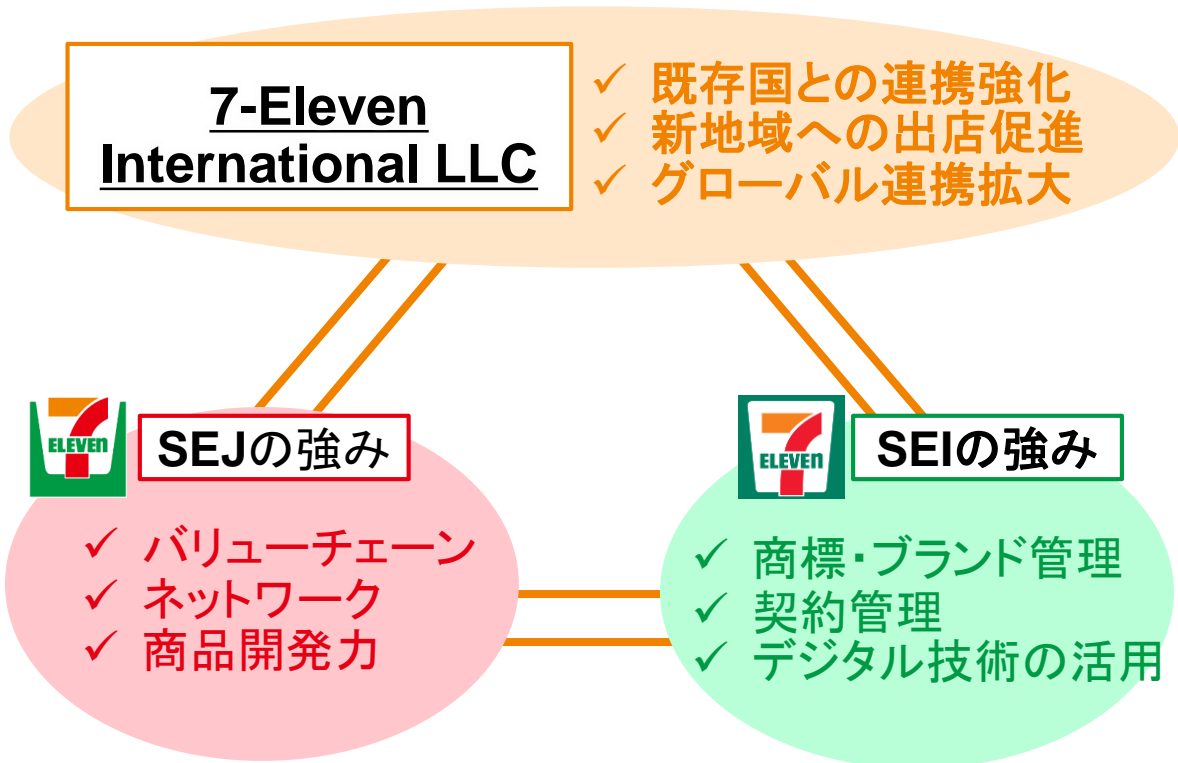 7-Eleven
International LLC
✓ 既存国との連携強化
✓ 新地域への出店促進
✓ グローバル連携拡大
7
ELEVEn
SEJの強み
✓ バリューチェーン
✓ ネットワーク
✓ 商品開発力
7
ELEVEn
SEIの強み
✓ 商標・ブランド管理
✓ 契約管理
✓ デジタル技術の活用